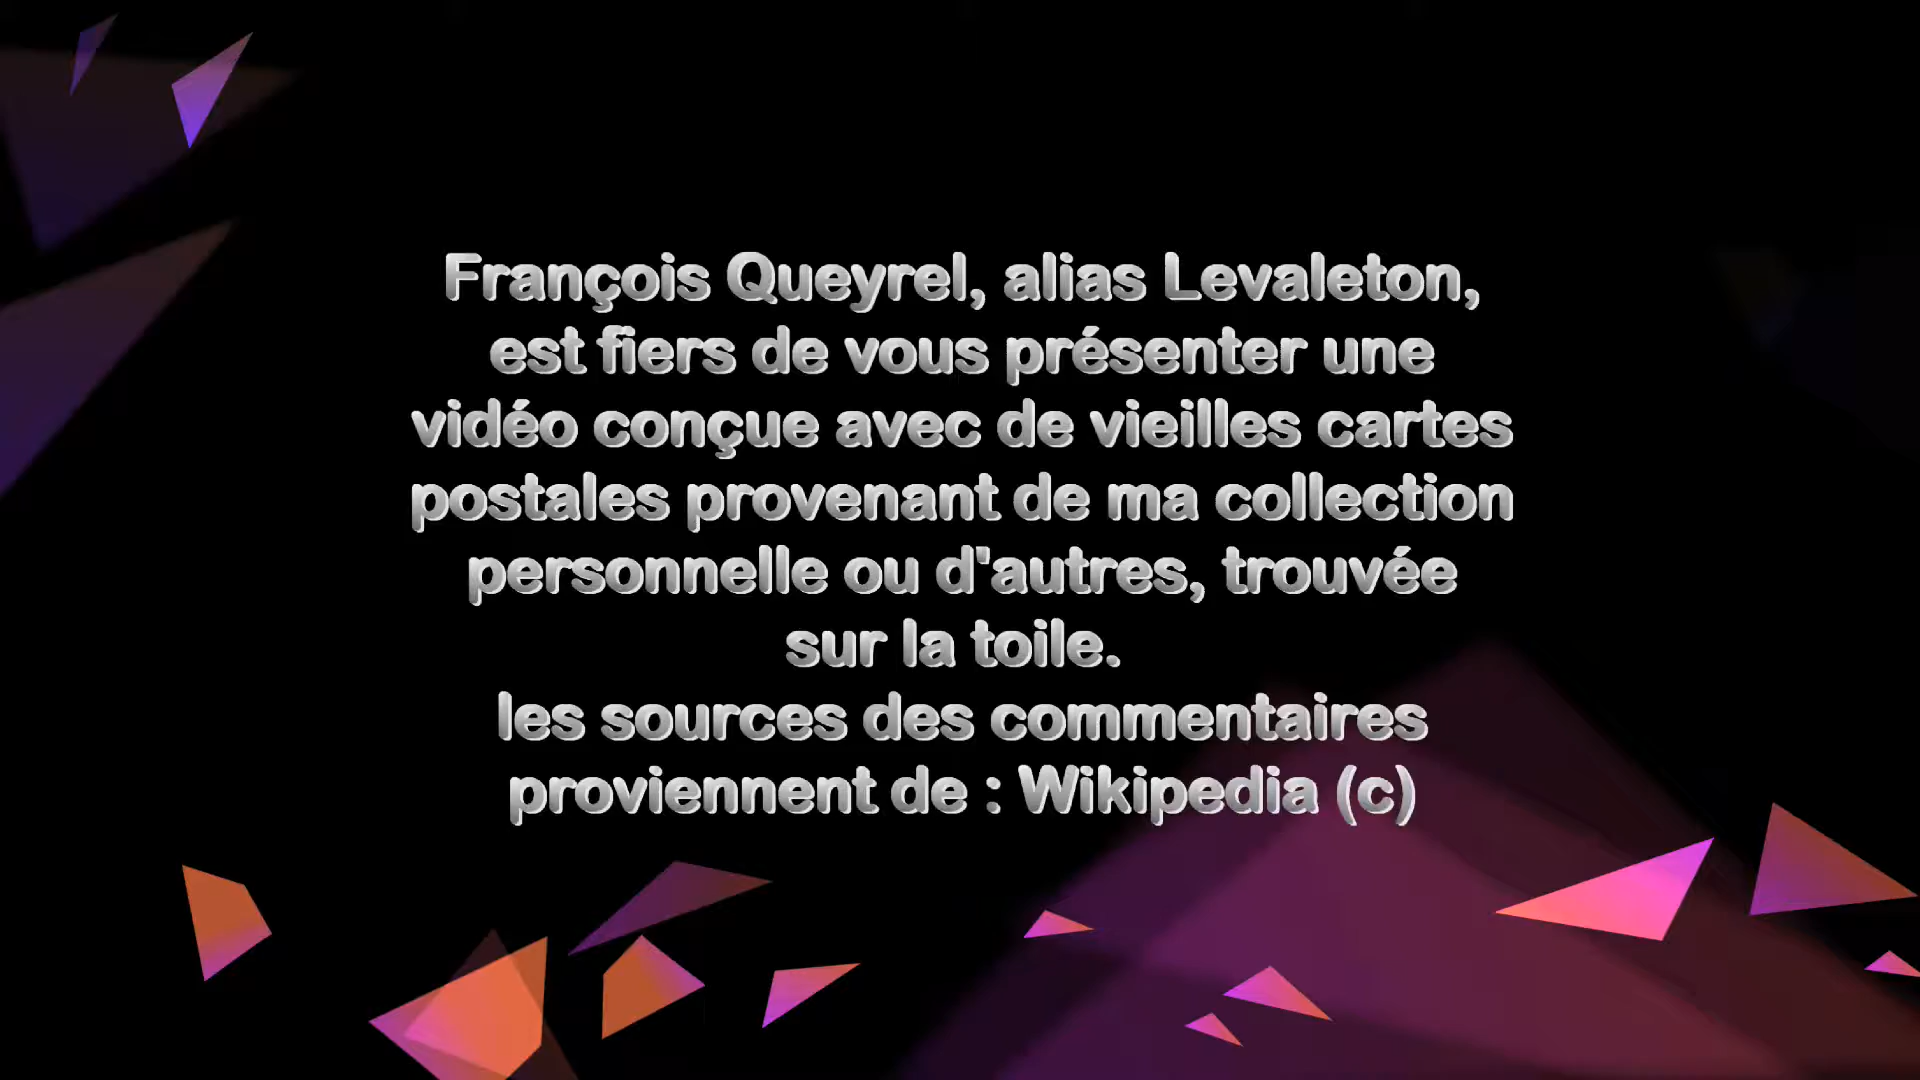 François Queyrel, alias Levaleton,
est fiers de vous présenter une
vidéo conçue avec de vieilles cartes
postales provenant de ma collection
personnelle ou d'autres, trouvée
sur la toile.
les sources des commentaires
proviennent de : Wikipedia (c)